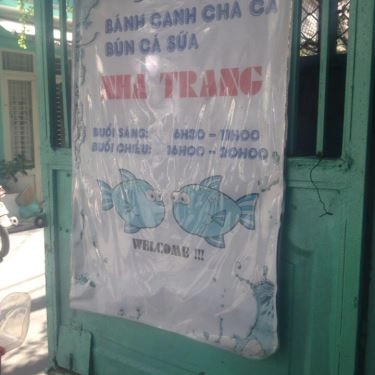 BÁNH CANH CHẢ CÁ
BÚN CÁ SỨA
NHA TRANG
BUỔI SÁNG: 6H30 - 11H00
BUỔI CHIỀU: 16H00 - 20H00
WELCOME !!!